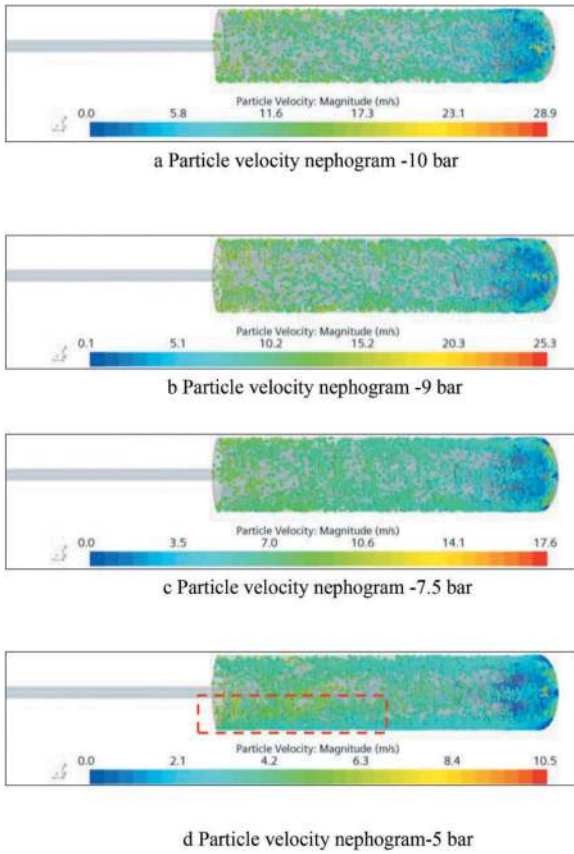 Particle Velocity: Magnitude (m/s)
0.0 5.8 11.6 17.3 23.1 28.9
a Particle velocity nephogram -10 bar
Particle Velocity: Magnitude (m/s)
0.1 5.1 10.2 15.2 20.3 25.3
b Particle velocity nephogram -9 bar
Particle Velocity: Magnitude (m/s)
0.0 3.5 7.0 10.6 14.1 17.6
c Particle velocity nephogram -7.5 bar
Particle Velocity: Magnitude (m/s)
0.0 2.1 4.2 6.3 8.4 10.5
d Particle velocity nephogram-5 bar